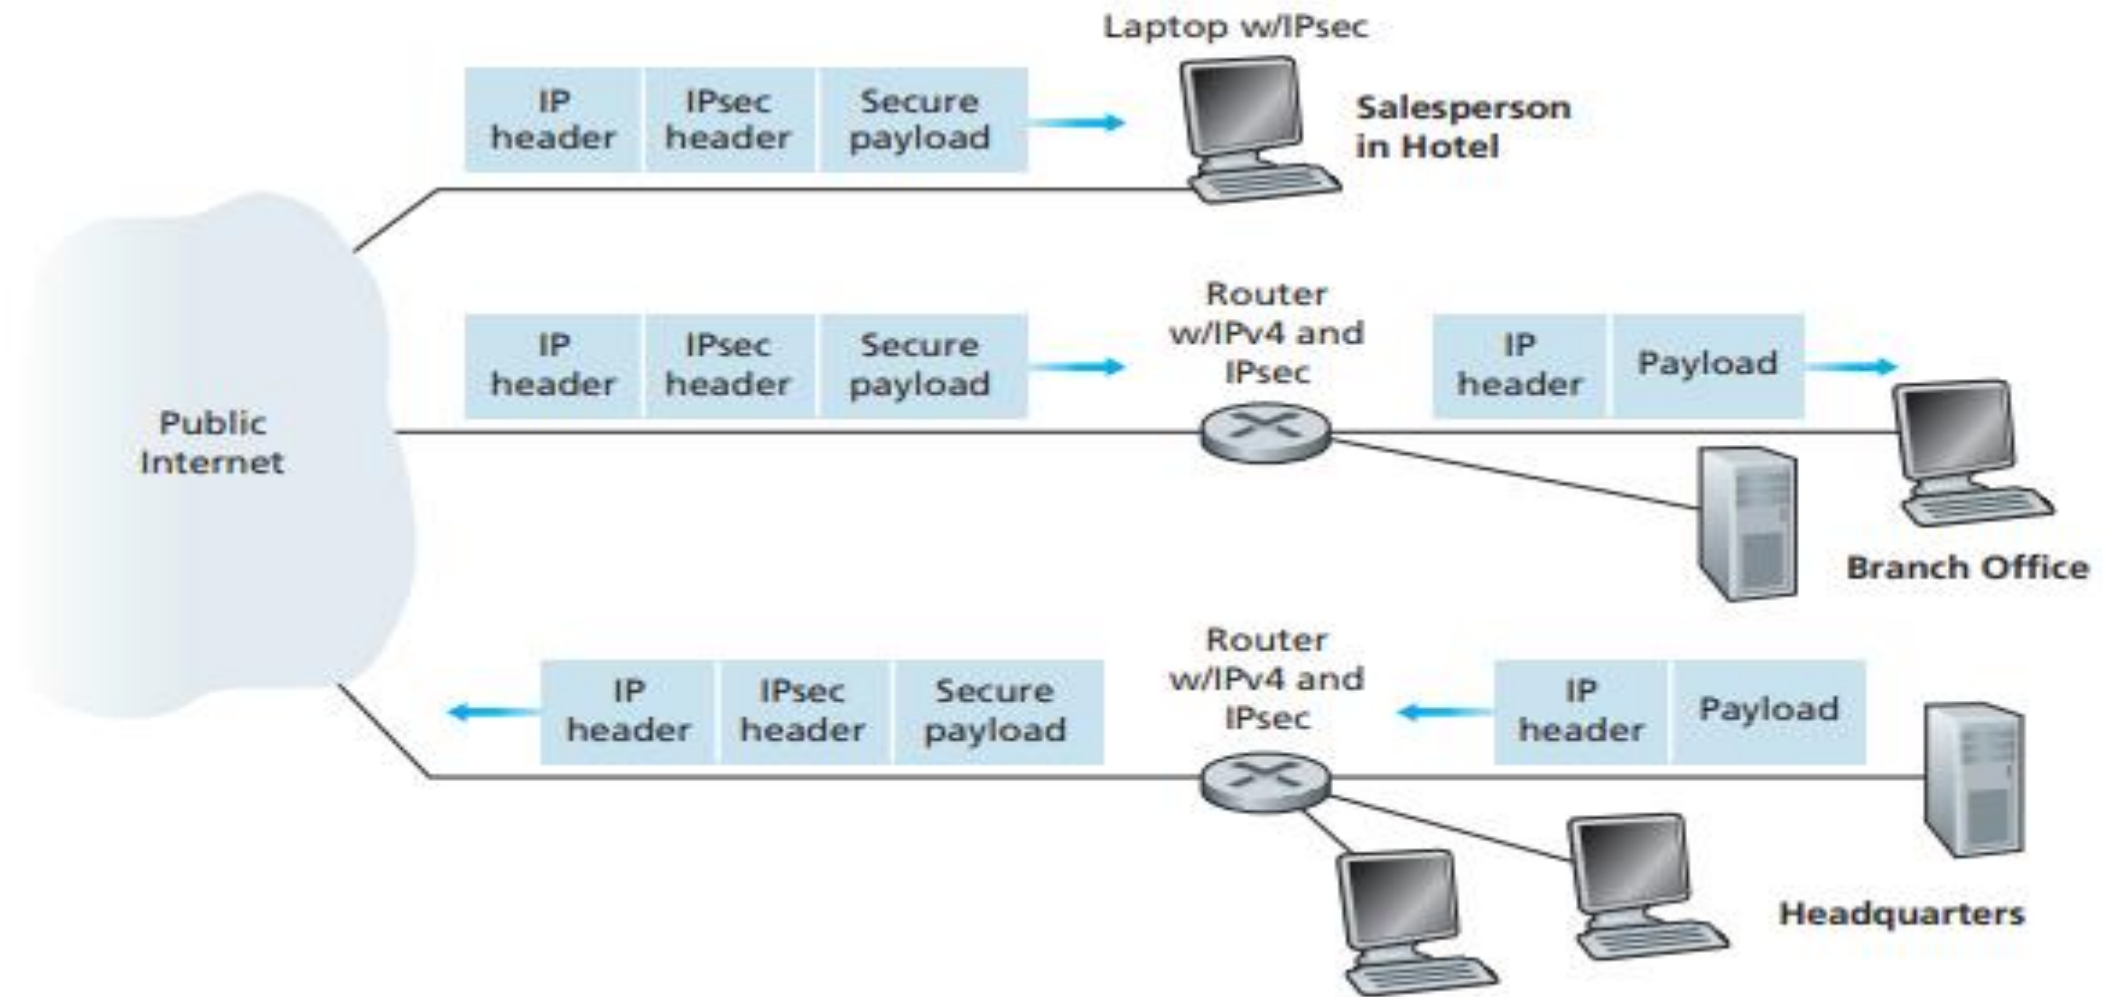 Laptop w/IPsec
IP
header
IPsec
header
Secure
payload
Salesperson
in Hotel
Public
Internet
IP
header
IPsec
header
Secure
payload
Router
w/IPv4 and
IPsec
IP
header
Payload
Branch Office
IP
header
IPsec
header
Secure
payload
Router
w/IPv4 and
IPsec
IP
header
Payload
Headquarters